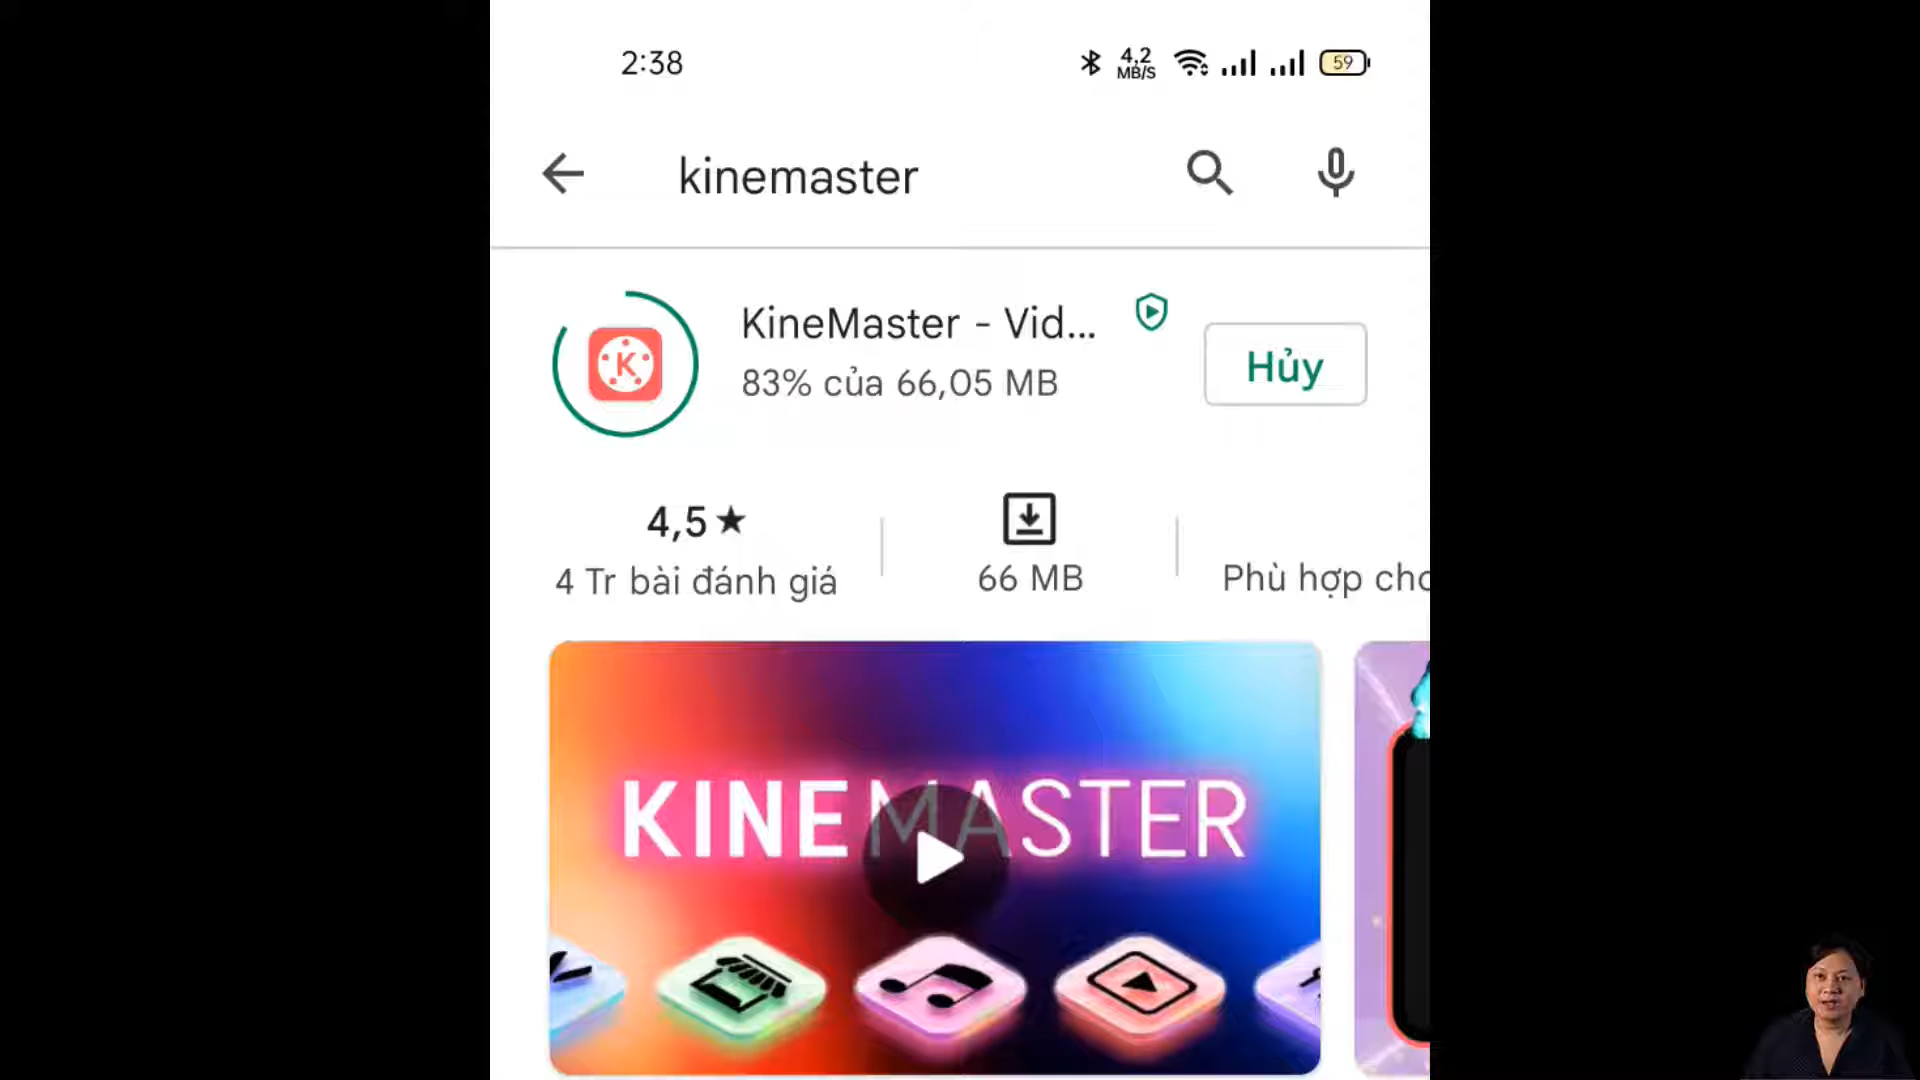 2:38
4,2
MB/S
59
kinemaster
KineMaster - Vid...
83% của 66,05 MB
Hủy
K
4,5★
4 Tr bài đánh giá
66 MB
Phù hợp cho
KINEMASTER